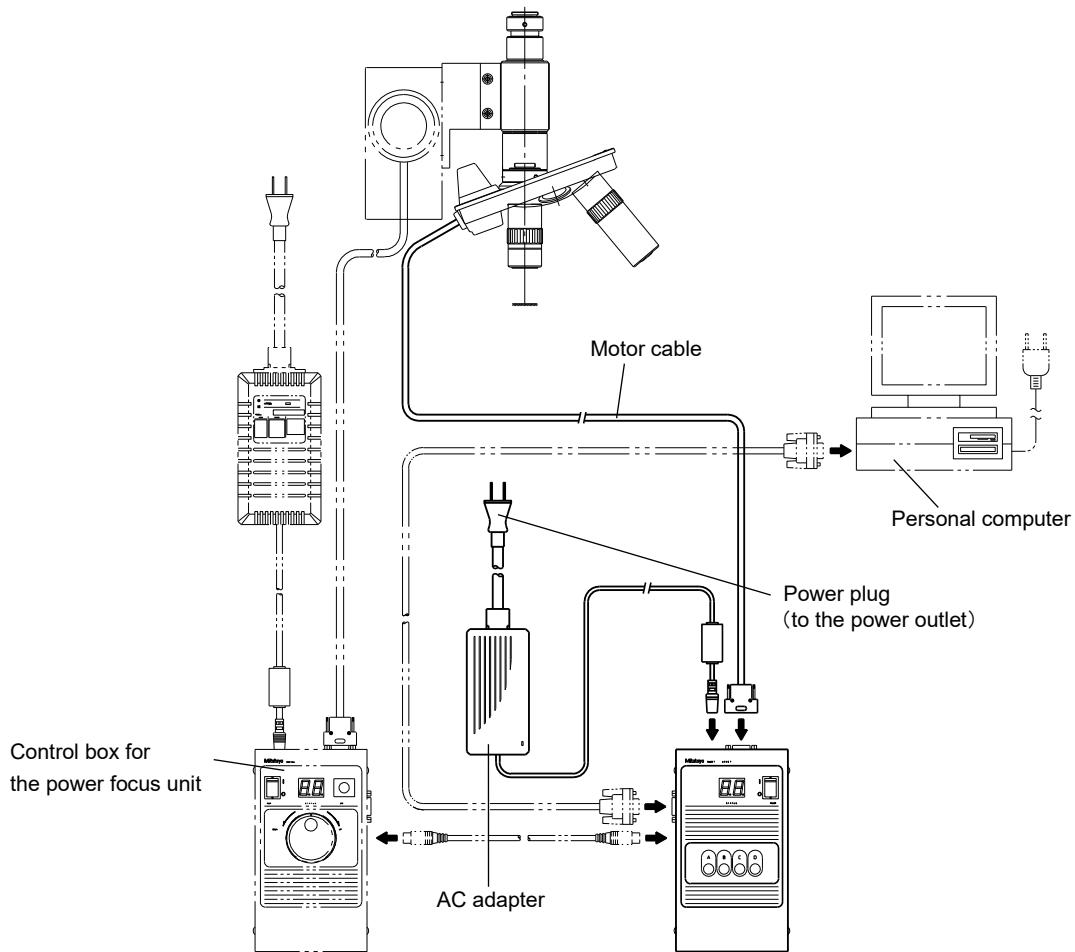 Motor cable
Personal computer
Power plug
（to the power outlet）
Control box for
the power focus unit
AC adapter
Mitutoyo
Mitutoyo
A B C D